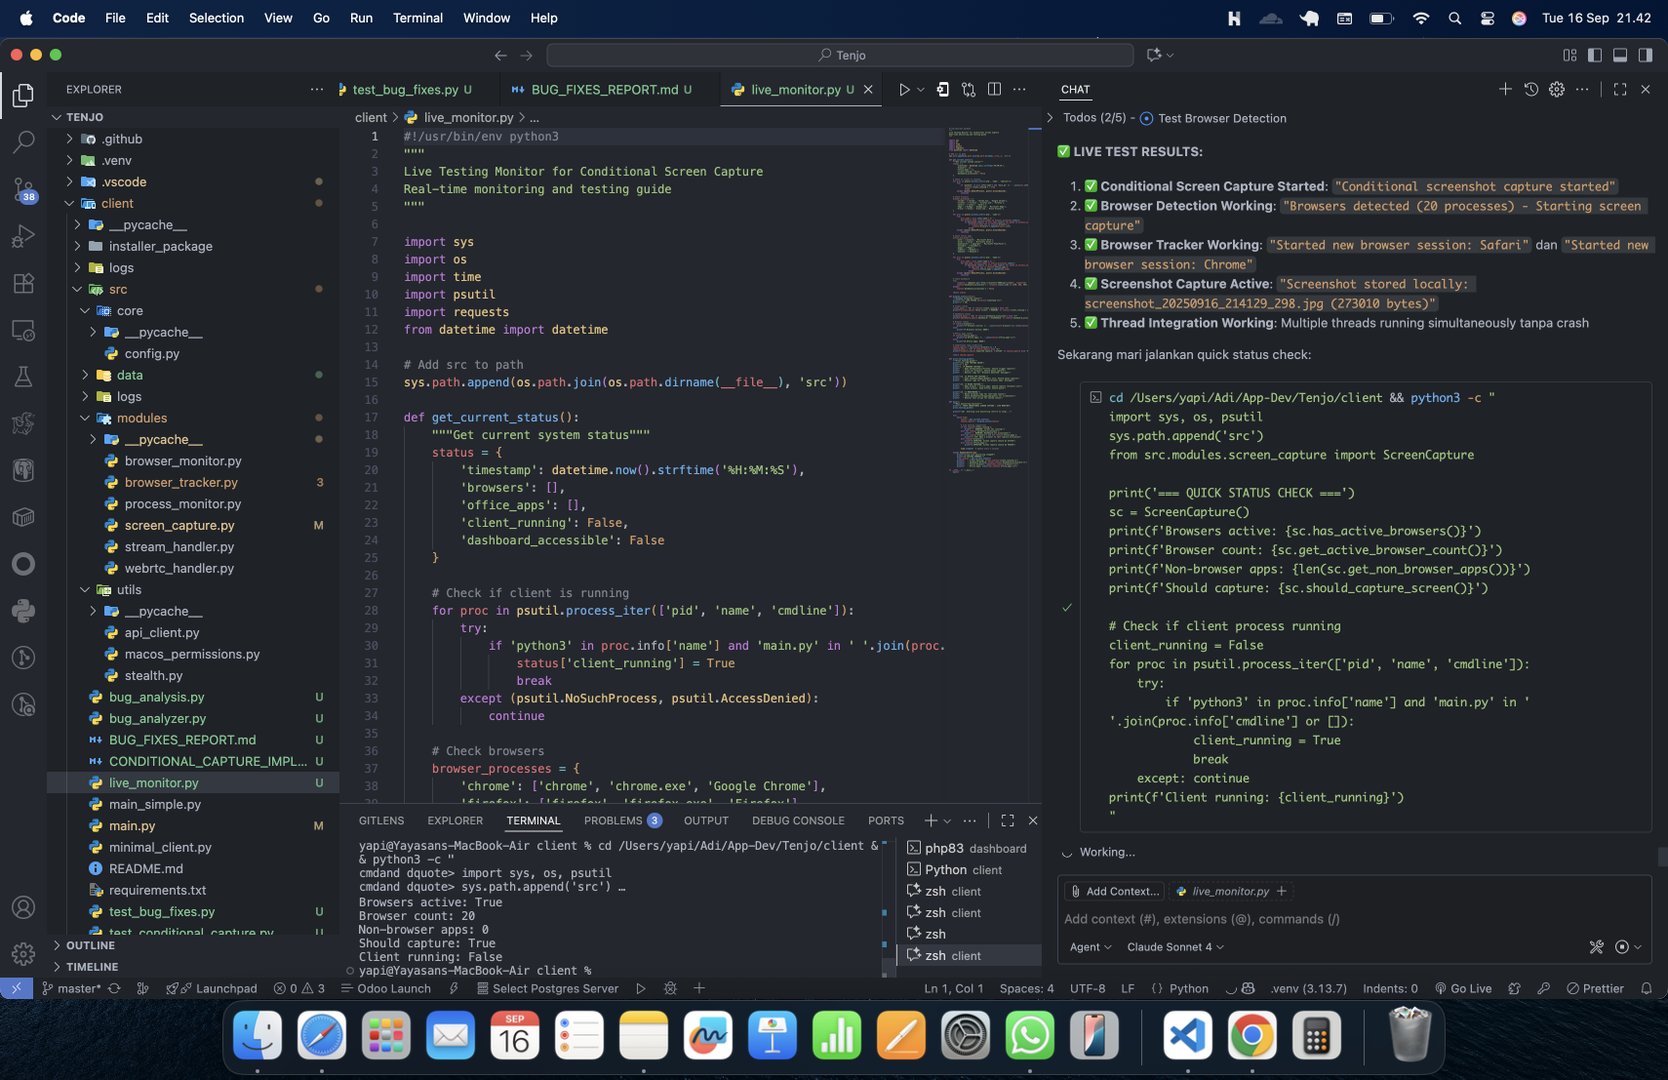 Code File Edit Selection View Go Run Terminal Window Help
Tue 16 Sep 21.42
Tenjo
EXPLORER
TENJO
.github
.venv
.vscode
client
__pycache__
installer_package
logs
src
core
__pycache__
config.py
data
logs
modules
__pycache__
browser_monitor.py
browser_tracker.py 3
process_monitor.py
screen_capture.py M
stream_handler.py
webrtc_handler.py
utils
__pycache__
api_client.py
macos_permissions.py
stealth.py
bug_analysis.py U
bug_analyzer.py U
BUG_FIXES_REPORT.md U
CONDITIONAL_CAPTURE_IMPL... U
live_monitor.py U
main_simple.py
main.py M
minimal_client.py
README.md
requirements.txt
test_bug_fixes.py U
test_conditional_capture.py U
OUTLINE
TIMELINE
38
test_bug_fixes.py U
BUG_FIXES_REPORT.md U
live_monitor.py U
client > live_monitor.py > ...
1 #!/usr/bin/env python3
2 """
3 Live Testing Monitor for Conditional Screen Capture
4 Real-time monitoring and testing guide
5 """
6
7 import sys
8 import os
9 import time
10 import psutil
11 import requests
12 from datetime import datetime
13
14 # Add src to path
15 sys.path.append(os.path.join(os.path.dirname(__file__), 'src'))
16
17 def get_current_status():
18 """Get current system status"""
19 status = {
20 'timestamp': datetime.now().strftime('%H:%M:%S'),
21 'browsers': [],
22 'office_apps': [],
23 'client_running': False,
24 'dashboard_accessible': False
25 }
26
27 # Check if client is running
28 for proc in psutil.process_iter(['pid', 'name', 'cmdline']):
29 try:
30 if 'python3' in proc.info['name'] and 'main.py' in ' '.join(proc.
31 status['client_running'] = True
32 break
33 except (psutil.NoSuchProcess, psutil.AccessDenied):
34 continue
35
36 # Check browsers
37 browser_processes = {
38 'chrome': ['chrome', 'chrome.exe', 'Google Chrome'],
39 'firefox': ['firefox', 'firefox.exe', 'Firefox'],
GITLENS EXPLORER TERMINAL PROBLEMS 3 OUTPUT DEBUG CONSOLE PORTS
yapi@Yayasans-MacBook-Air client % cd /Users/yapi/Adi/App-Dev/Tenjo/client &
& python3 -c "
cmdand dquote> import sys, os, psutil
cmdand dquote> sys.path.append('src') …
Browsers active: True
Browser count: 20
Non-browser apps: 0
Should capture: True
Client running: False
yapi@Yayasans-MacBook-Air client %
php83 dashboard
Python client
zsh client
zsh client
zsh
zsh client
CHAT
Todos (2/5) - Test Browser Detection
LIVE TEST RESULTS:
1. Conditional Screen Capture Started: "Conditional screenshot capture started"
2. Browser Detection Working: "Browsers detected (20 processes) - Starting screen
capture"
3. Browser Tracker Working: "Started new browser session: Safari" dan "Started new
browser session: Chrome"
4. Screenshot Capture Active: "Screenshot stored locally:
screenshot_20250916_214129_298.jpg (273010 bytes)"
5. Thread Integration Working: Multiple threads running simultaneously tanpa crash
Sekarang mari jalankan quick status check:
cd /Users/yapi/Adi/App-Dev/Tenjo/client && python3 -c "
import sys, os, psutil
sys.path.append('src')
from src.modules.screen_capture import ScreenCapture
print('=== QUICK STATUS CHECK ===')
sc = ScreenCapture()
print(f'Browsers active: {sc.has_active_browsers()}')
print(f'Browser count: {sc.get_active_browser_count()}')
print(f'Non-browser apps: {len(sc.get_non_browser_apps())}')
print(f'Should capture: {sc.should_capture_screen()}')
# Check if client process running
client_running = False
for proc in psutil.process_iter(['pid', 'name', 'cmdline']):
try:
if 'python3' in proc.info['name'] and 'main.py' in '
'.join(proc.info['cmdline'] or []):
client_running = True
break
except: continue
print(f'Client running: {client_running}')
"
Working...
Add Context... live_monitor.py
Add context (#), extensions (@), commands (/)
Agent Claude Sonnet 4
master* Launchpad 0 3 Odoo Launch Select Postgres Server Ln 1, Col 1 Spaces: 4 UTF-8 LF Python .venv (3.13.7) Indents: 0 Go Live Prettier
SEP
16